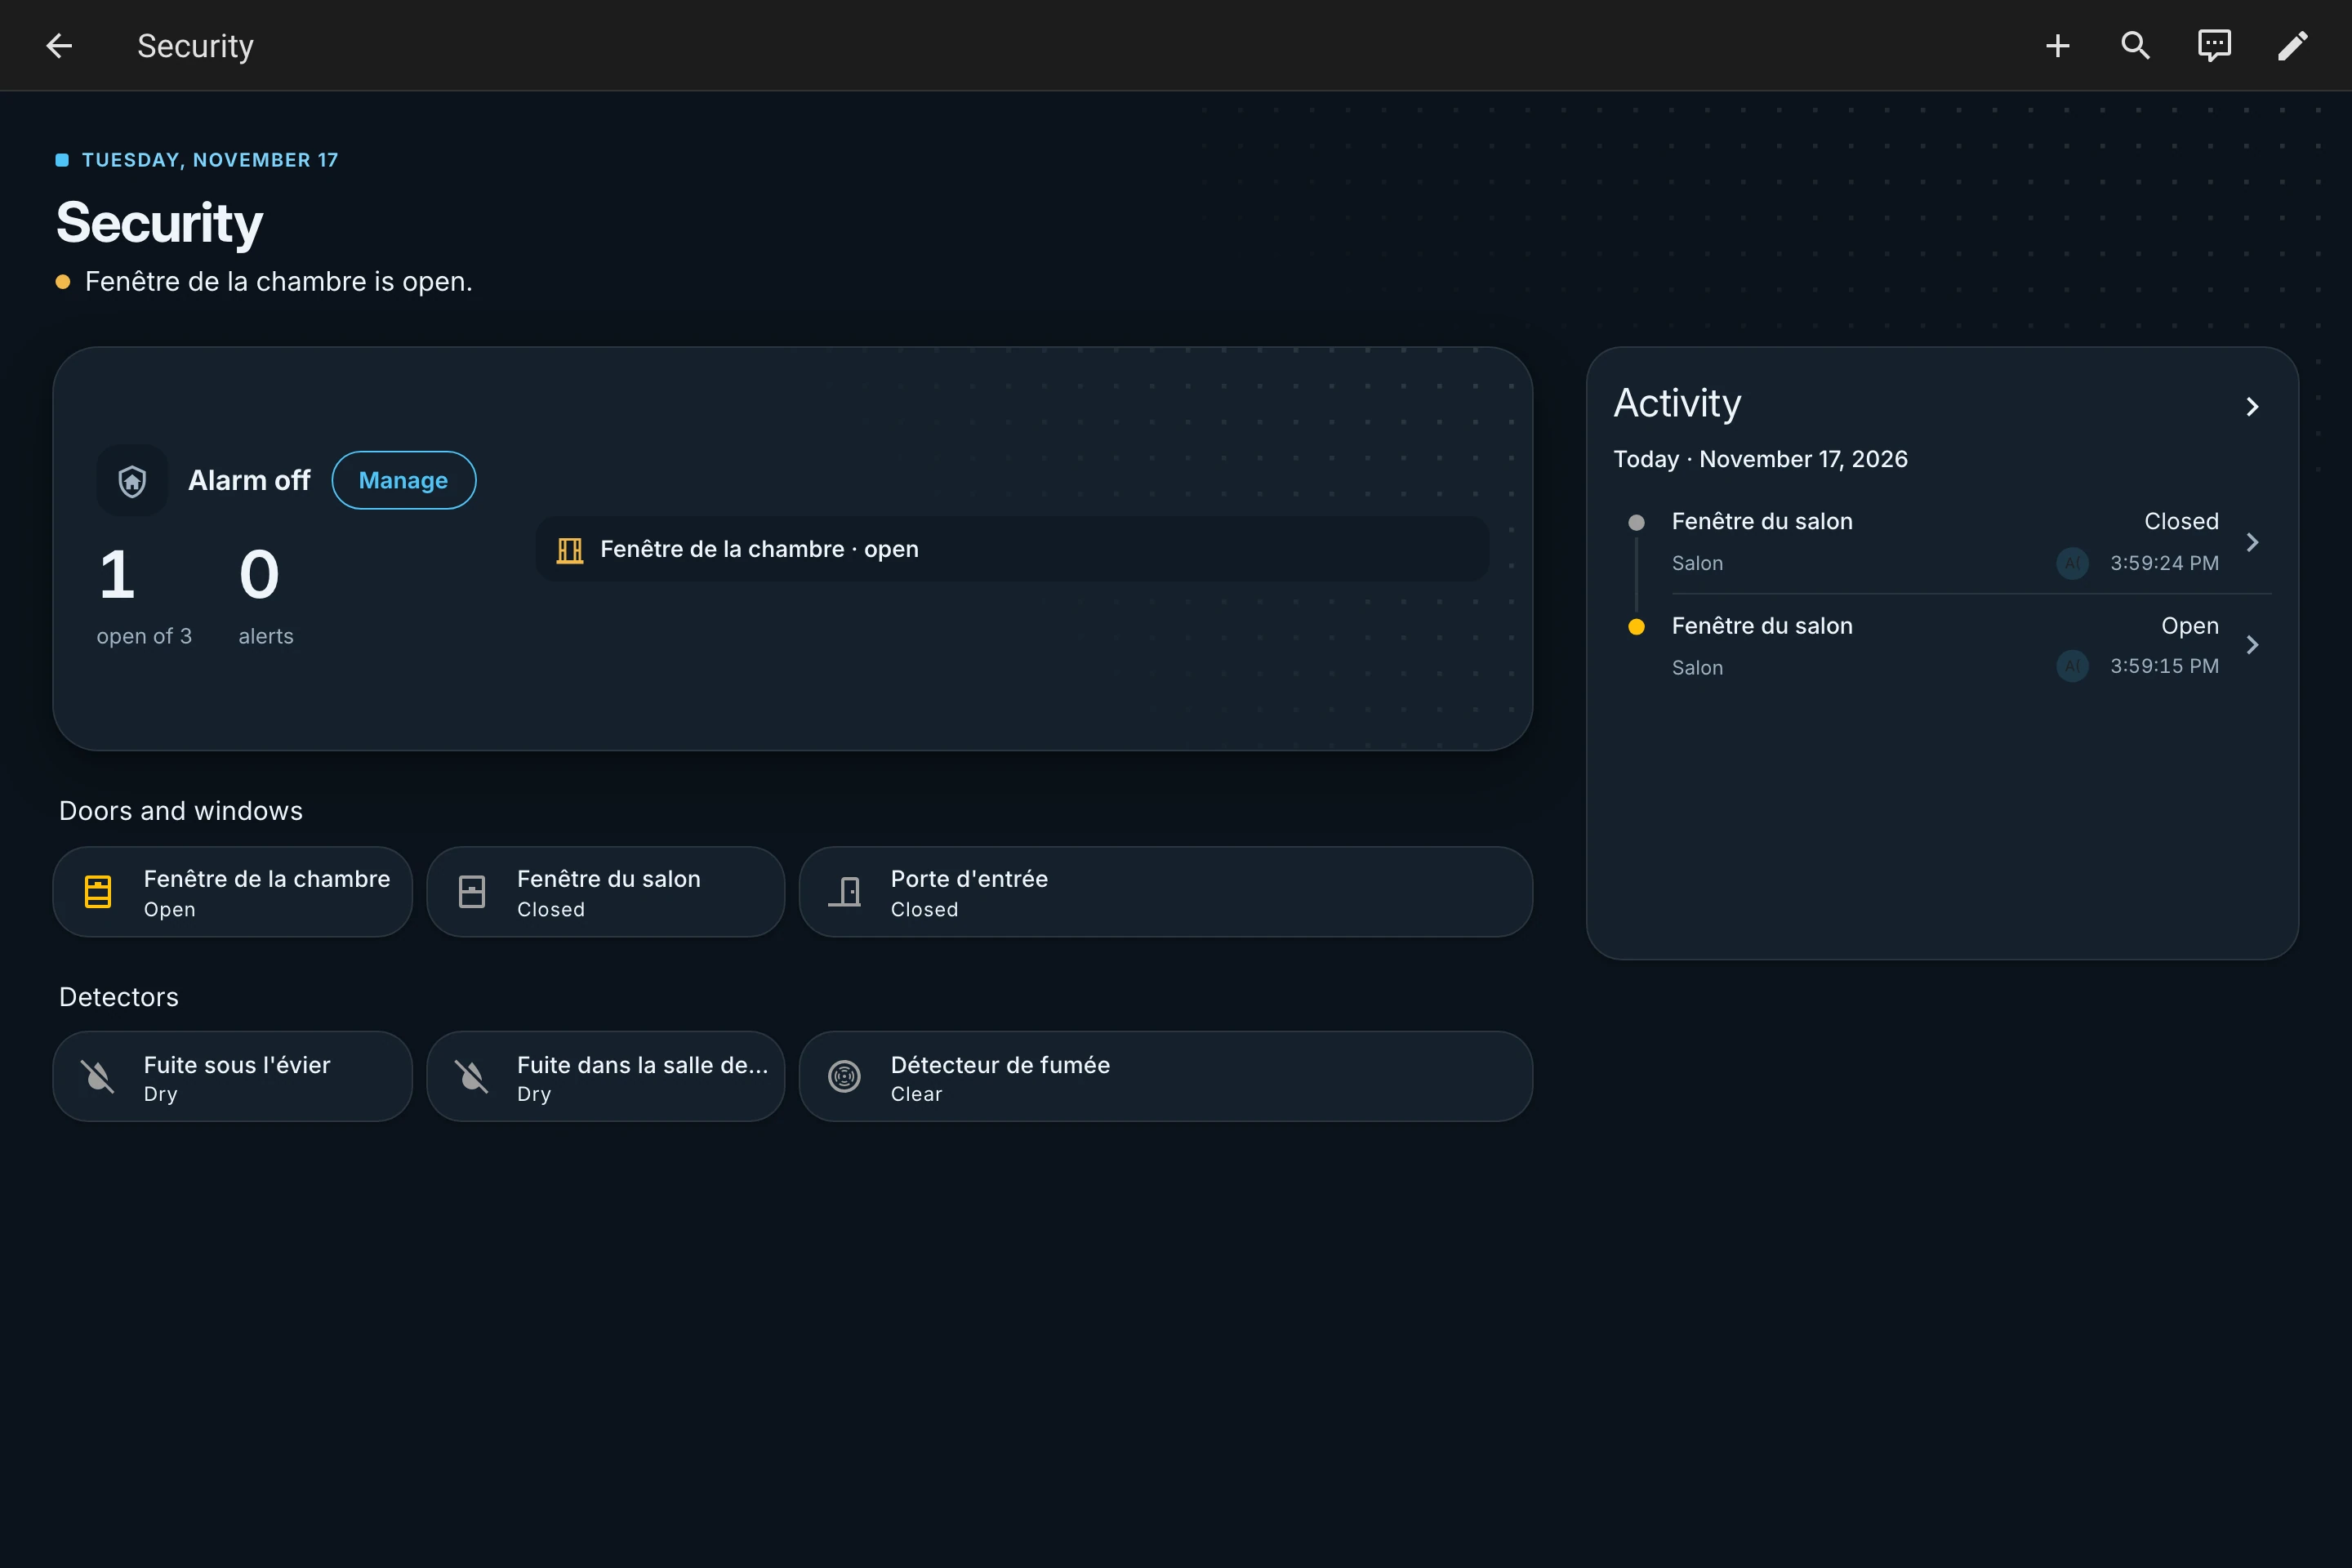 Security
TUESDAY, NOVEMBER 17
Security
Fenêtre de la chambre is open.
Alarm off
Manage
1
0
open of 3
alerts
Fenêtre de la chambre · open
Activity
Today · November 17, 2026
Fenêtre du salon
Closed
Salon
A(
3:59:24 PM
Fenêtre du salon
Open
Salon
A(
3:59:15 PM
Doors and windows
Fenêtre de la chambre
Open
Fenêtre du salon
Closed
Porte d'entrée
Closed
Detectors
Fuite sous l'évier
Dry
Fuite dans la salle de...
Dry
Détecteur de fumée
Clear